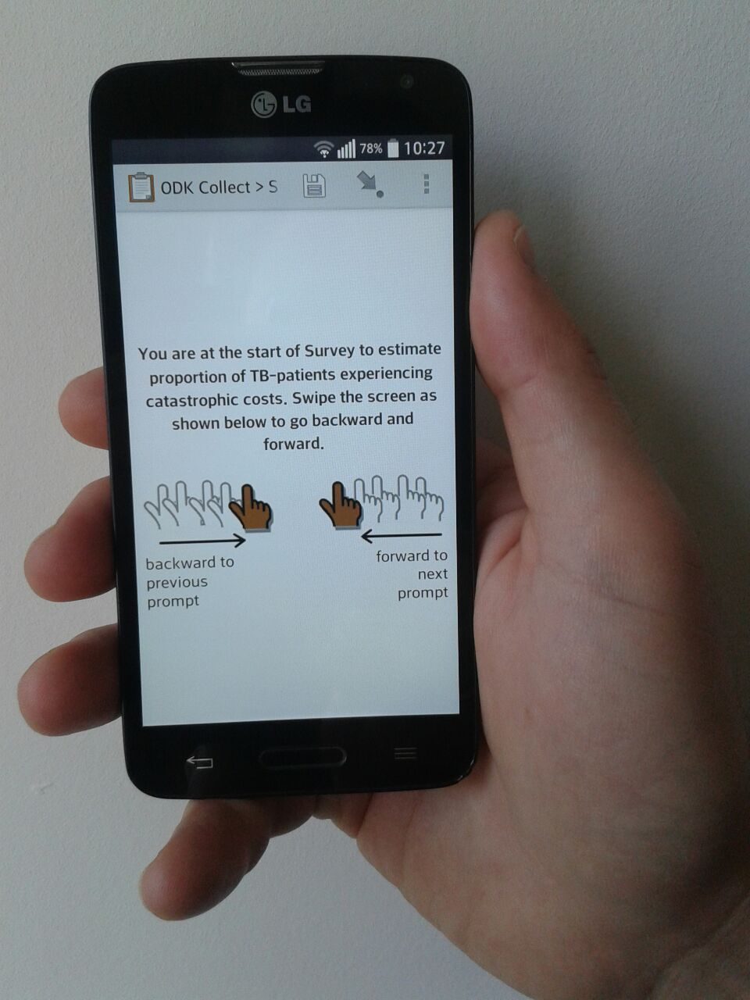 LG
78% 10:27
ODK Collect > S
You are at the start of Survey to estimate
proportion of TB-patients experiencing
catastrophic costs. Swipe the screen as
shown below to go backward and
forward.
backward to
previous
prompt
forward to
next
prompt